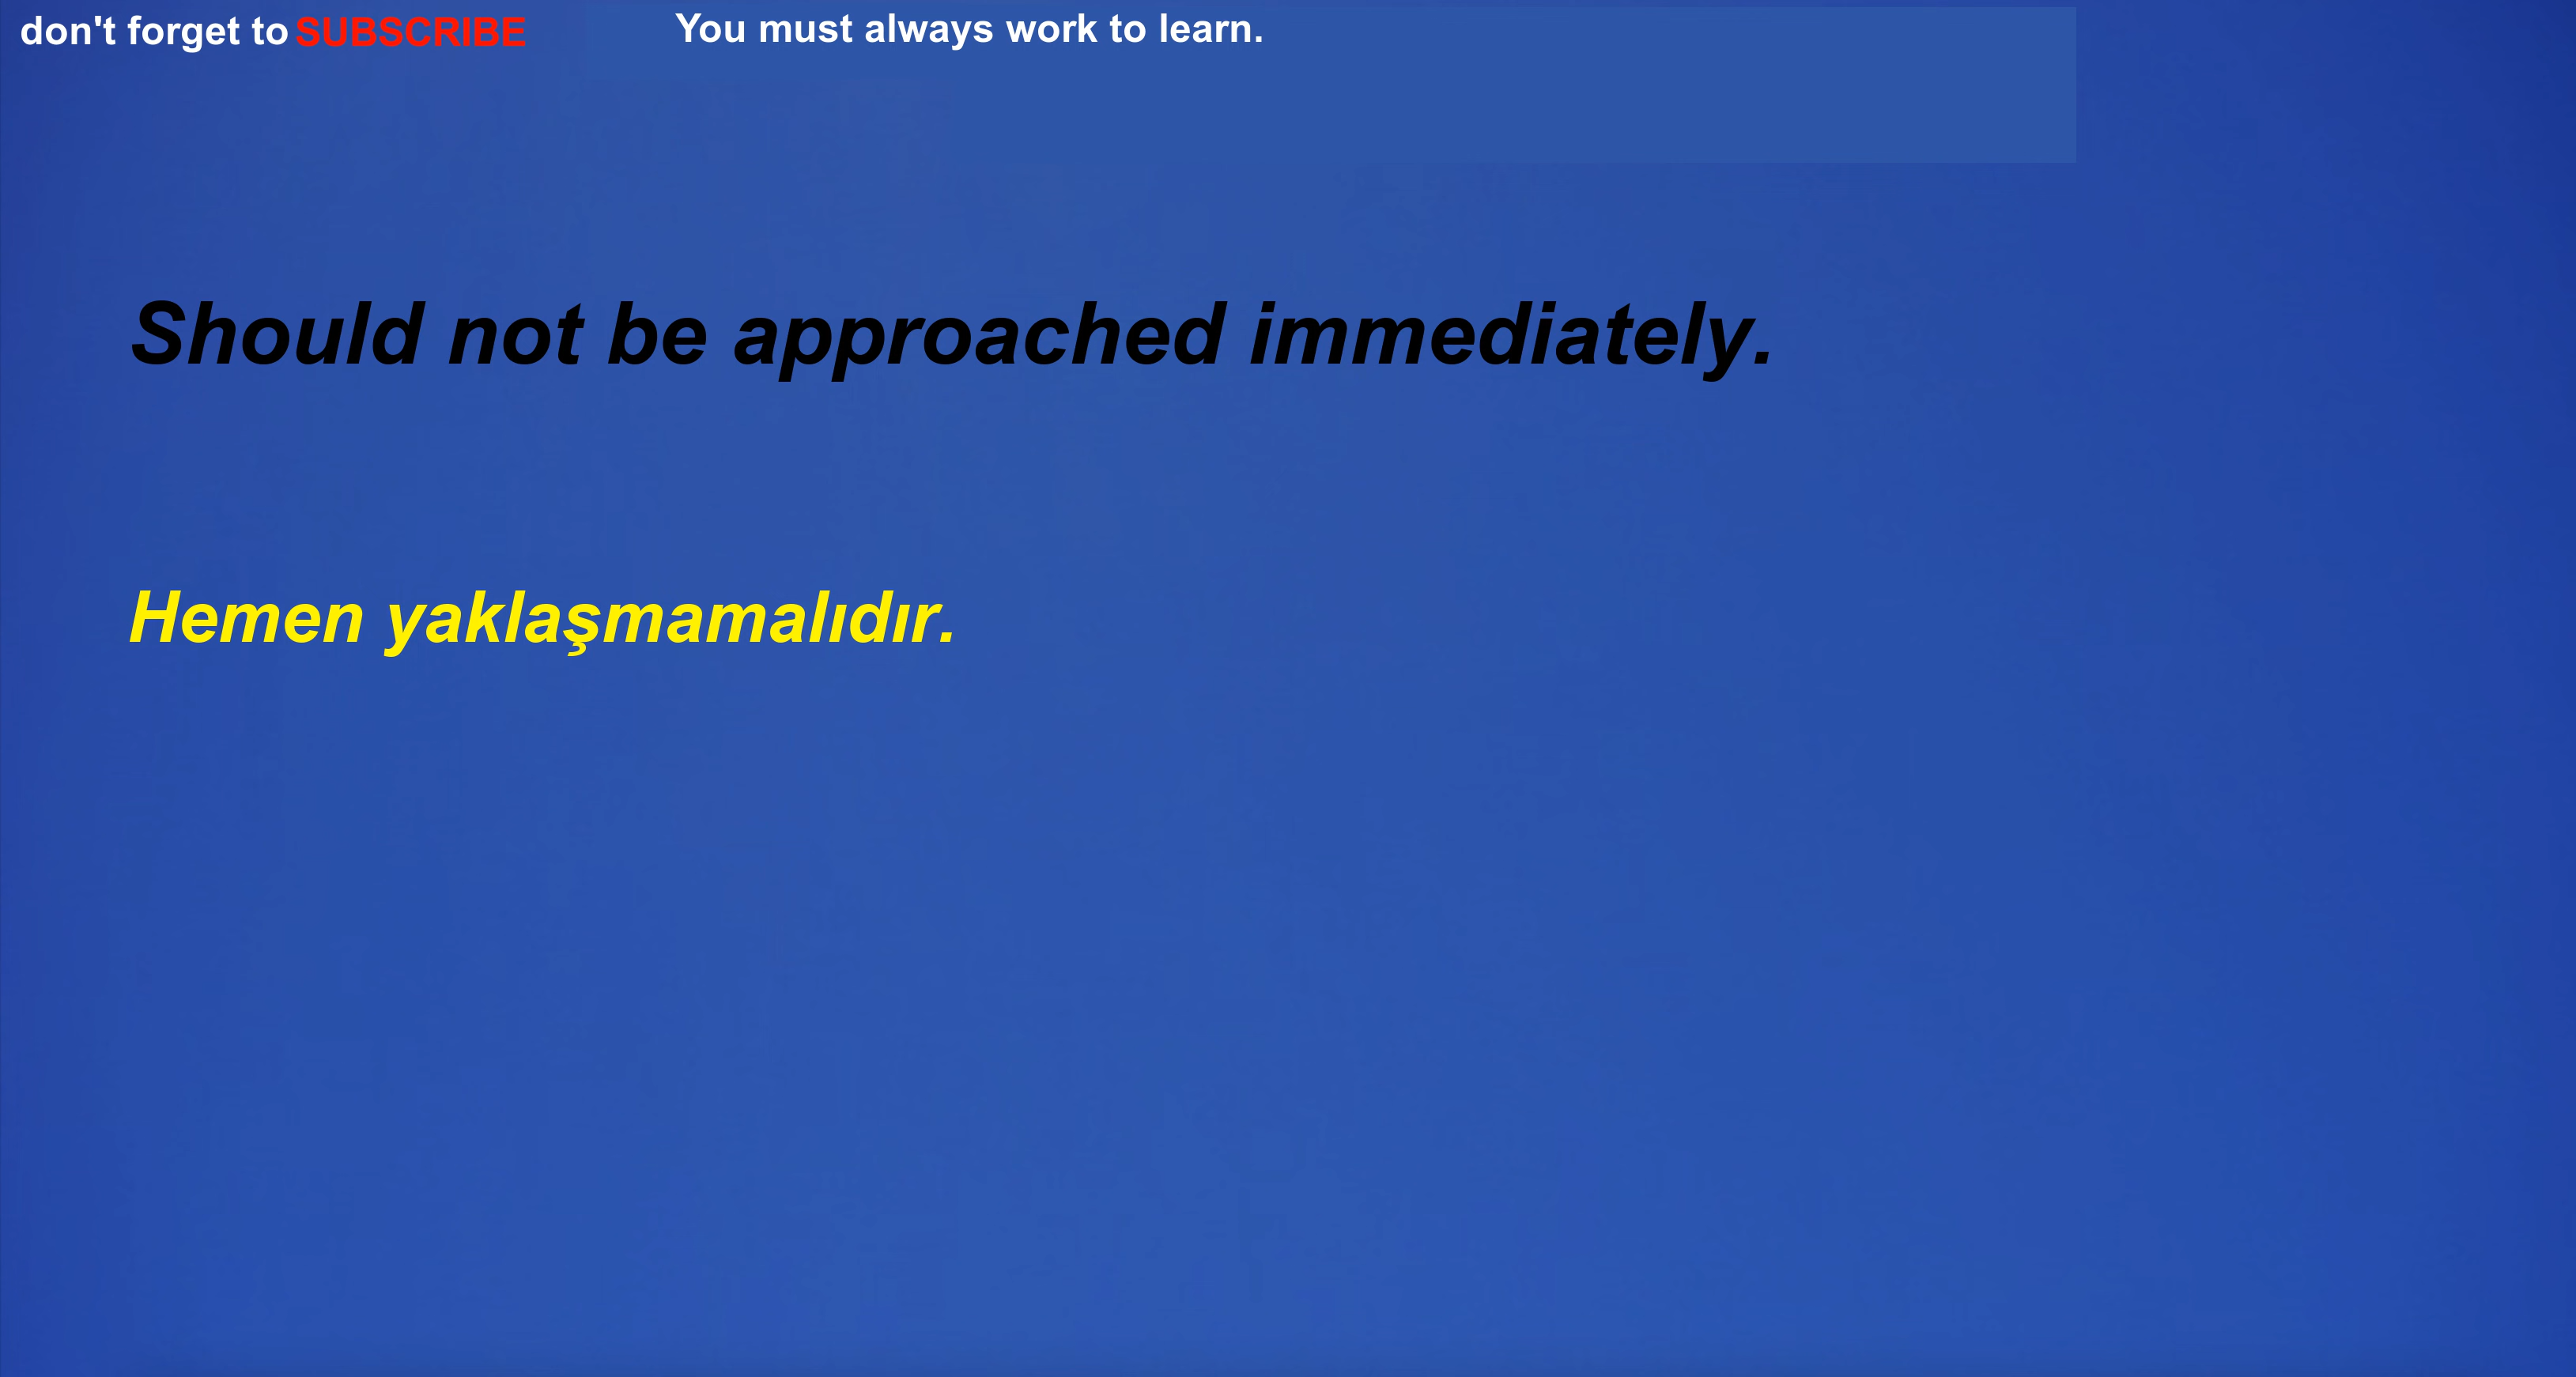 don't forget to SUBSCRIBE You must always work to learn.
Should not be approached immediately.
Hemen yaklaşmamalıdır.